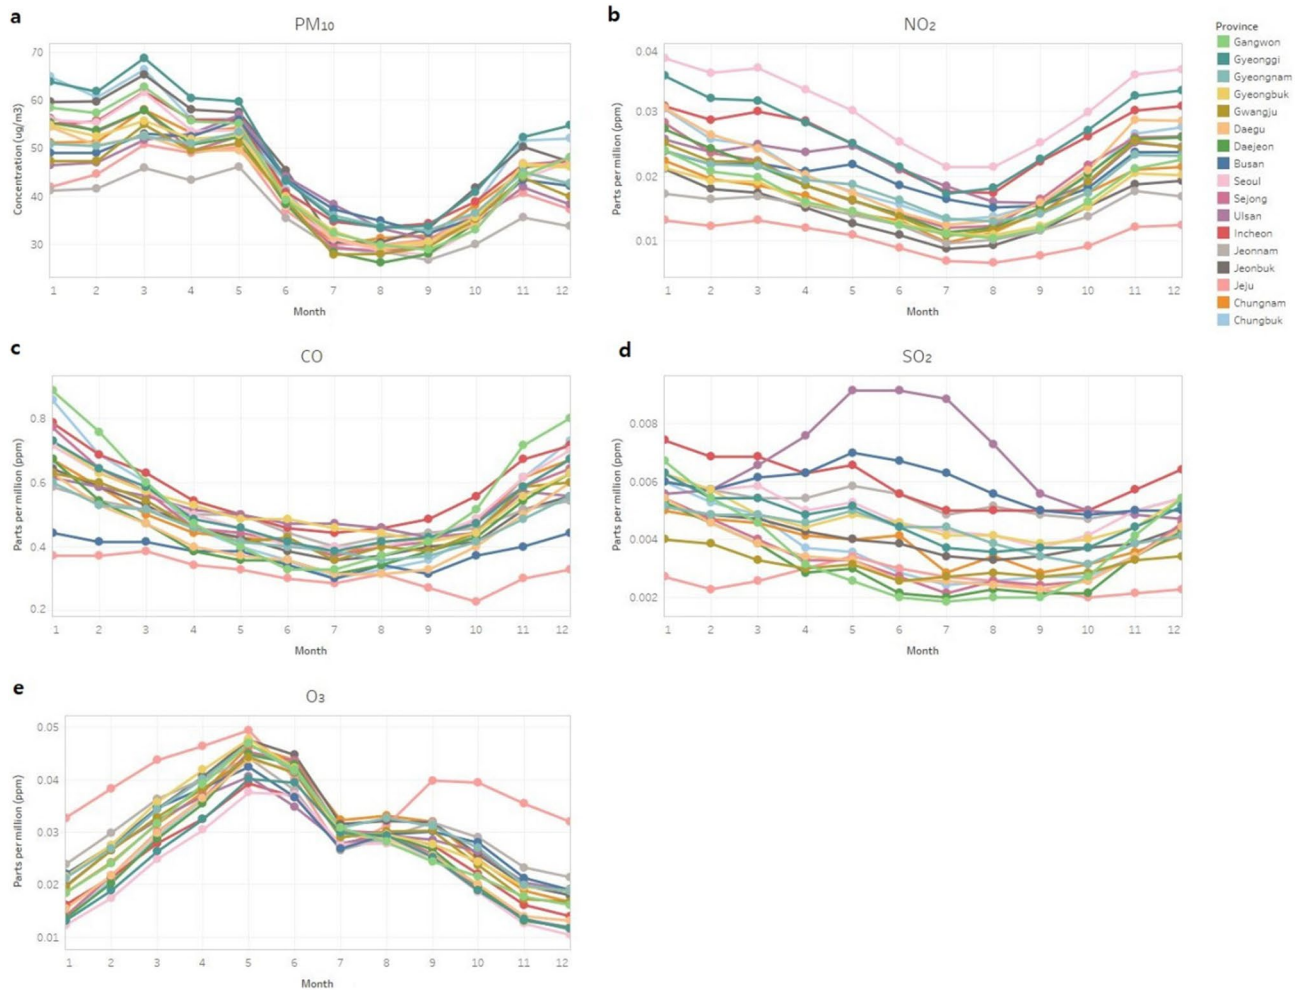 a
PM₁₀
70
60
50
40
30
Concentration (ug/m3)
1 2 3 4 5 6 7 8 9 10 11 12
Month
b
NO₂
0.04
0.03
0.02
0.01
Parts per million (ppm)
1 2 3 4 5 6 7 8 9 10 11 12
Month
Province
Gangwon
Gyeonggi
Gyeongnam
Gyeongbuk
Gwangju
Daegu
Daejeon
Busan
Seoul
Sejong
Ulsan
Incheon
Jeonnam
Jeonbuk
Jeju
Chungnam
Chungbuk
c
CO
0.8
0.6
0.4
0.2
Parts per million (ppm)
1 2 3 4 5 6 7 8 9 10 11 12
Month
d
SO₂
0.008
0.006
0.004
0.002
Parts per million (ppm)
1 2 3 4 5 6 7 8 9 10 11 12
Month
e
O₃
0.05
0.04
0.03
0.02
0.01
Parts per million (ppm)
1 2 3 4 5 6 7 8 9 10 11 12
Month